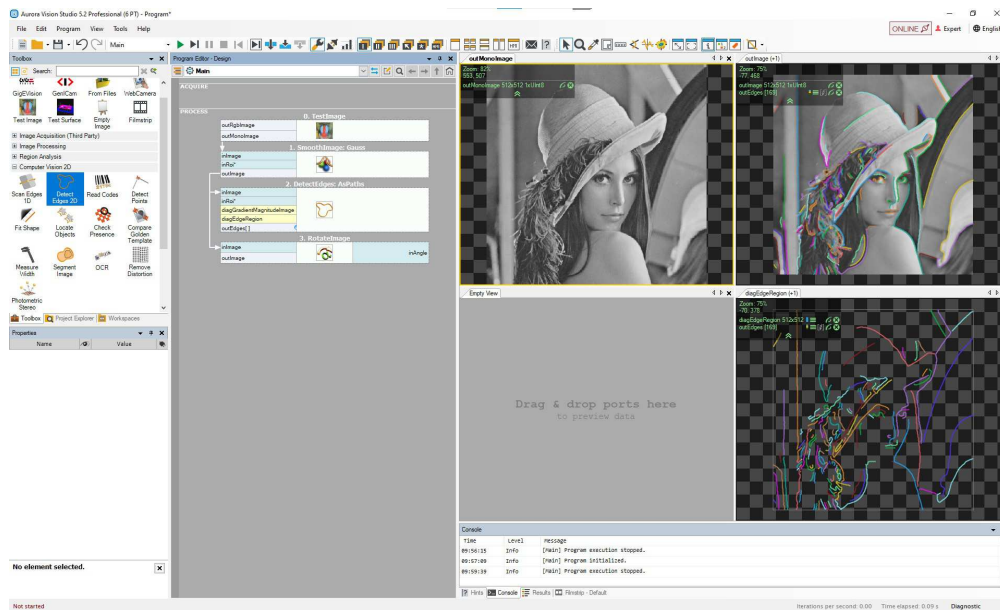 Aurora Vision Studio 5.2 Professional (6 PT) - Program*
File Edit Program View Tools Help
ONLINE Expert English
Main
Toolbox
Search:
GigEVision GenICam From Files WebCamera
Test Image Test Surface Empty Image Filmstrip
Image Acquisition (Third Party)
Image Processing
Region Analysis
Computer Vision 2D
Scan Edges 1D Detect Edges 2D Read Codes Detect Points
Fit Shape Locate Objects Check Presence Compare Golden Template
Measure Width Segment Image OCR Remove Distortion
Photometric Stereo
Toolbox Project Explorer Workspaces
Properties
Name Value
No element selected.
Not started
Program Editor - Design
Main
ACQUIRE
PROCESS
0. TestImage
outRgbImage
outMonoImage
1. SmoothImage: Gauss
inImage
inRoi*
outImage
2. DetectEdges: AsPaths
inImage
inRoi*
diagGradientMagnitudeImage
diagEdgeRegion
outEdges[]
3. RotateImage
inImage
inAngle
outImage
outMonoImage
Zoom: 82%
553, 507
outMonoImage 512x512 1xUInt8
outImage (+1)
Zoom: 75%
-77, 468
outImage 512x512 1xUInt8
outEdges [169]
Empty View
Drag & drop ports here
to preview data
diagEdgeRegion (+1)
Zoom: 75%
-70, 378
diagEdgeRegion 512x512
outEdges [169]
Console
Time Level Message
09:56:15 Info [Main] Program execution stopped.
09:57:09 Info [Main] Program initialized.
09:59:39 Info [Main] Program execution stopped.
Hints Console Results Filmstrip - Default
Iterations per second: 0.00 Time elapsed: 0.09 s Diagnostic